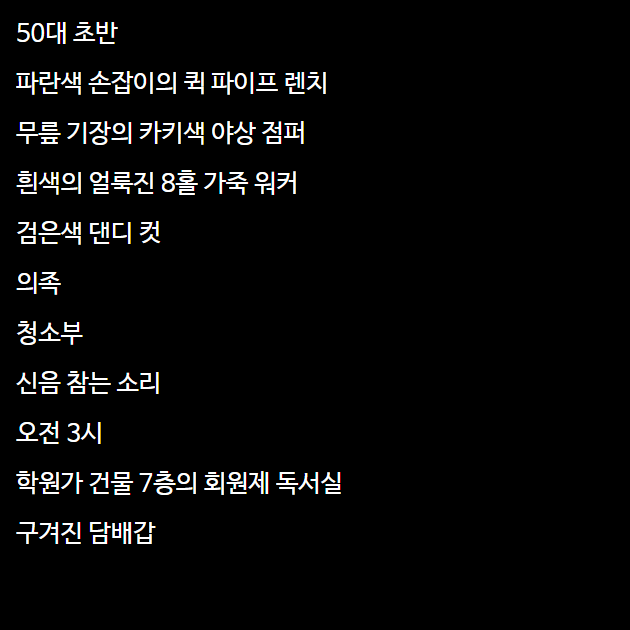 50대 초반
파란색 손잡이의 퀵 파이프 렌치
무릎 기장의 카키색 야상 점퍼
흰색의 얼룩진 8홀 가죽 워커
검은색 댄디 컷
의족
청소부
신음 참는 소리
오전 3시
학원가 건물 7층의 회원제 독서실
구겨진 담배갑